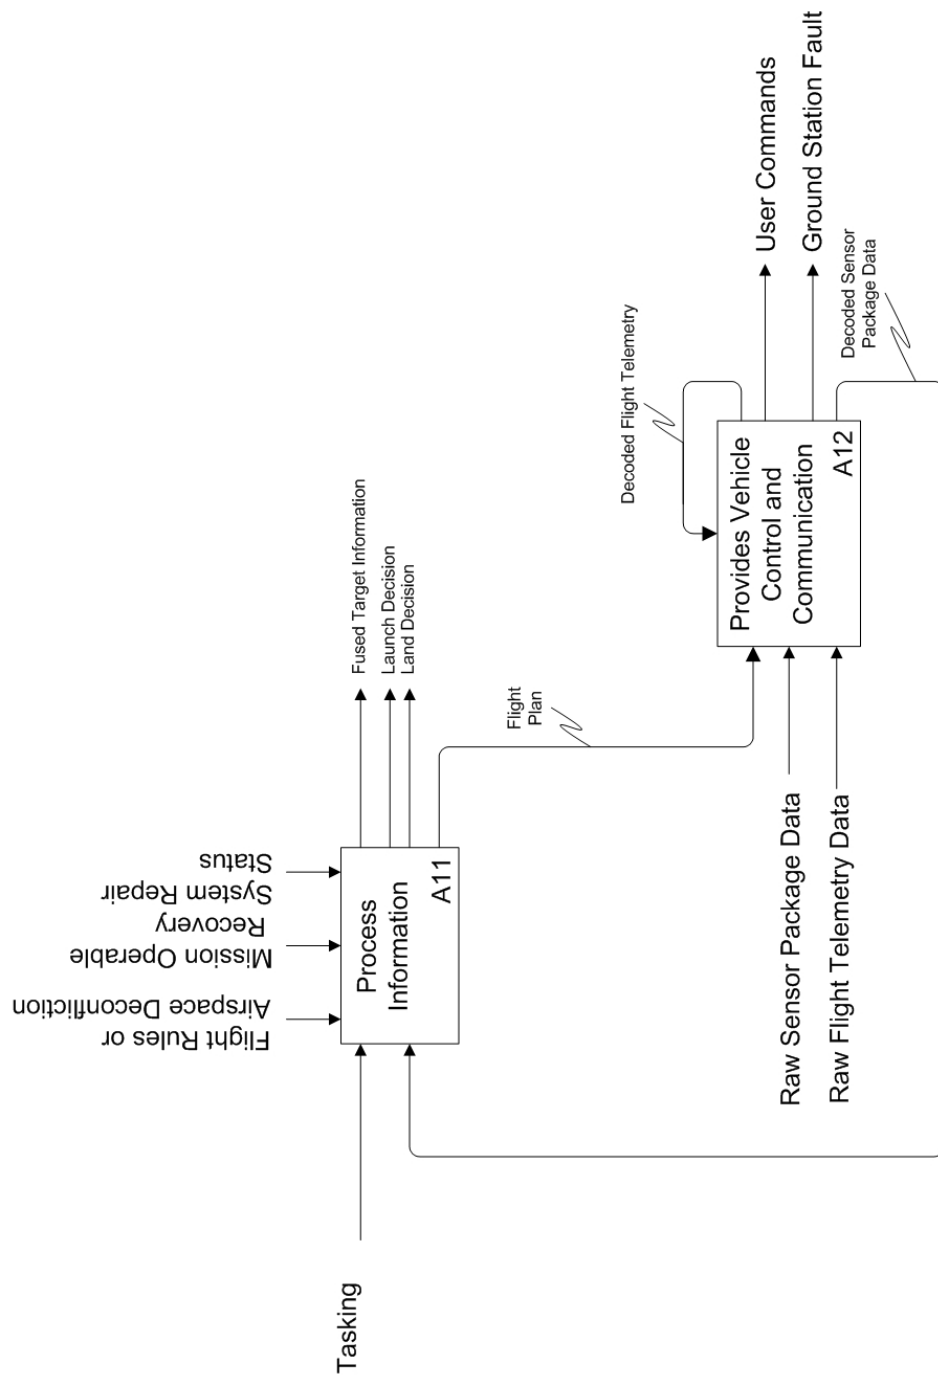 Flight Rules or
Airspace Deconfliction
Mission Operable
Recovery
System Repair
Status
Tasking
Process
Information
A11
Fused Target Information
Launch Decision
Land Decision
Flight
Plan
Decoded Flight Telemetry
Provides Vehicle
Control and
Communication
A12
User Commands
Ground Station Fault
Decoded Sensor
Package Data
Raw Sensor Package Data
Raw Flight Telemetry Data